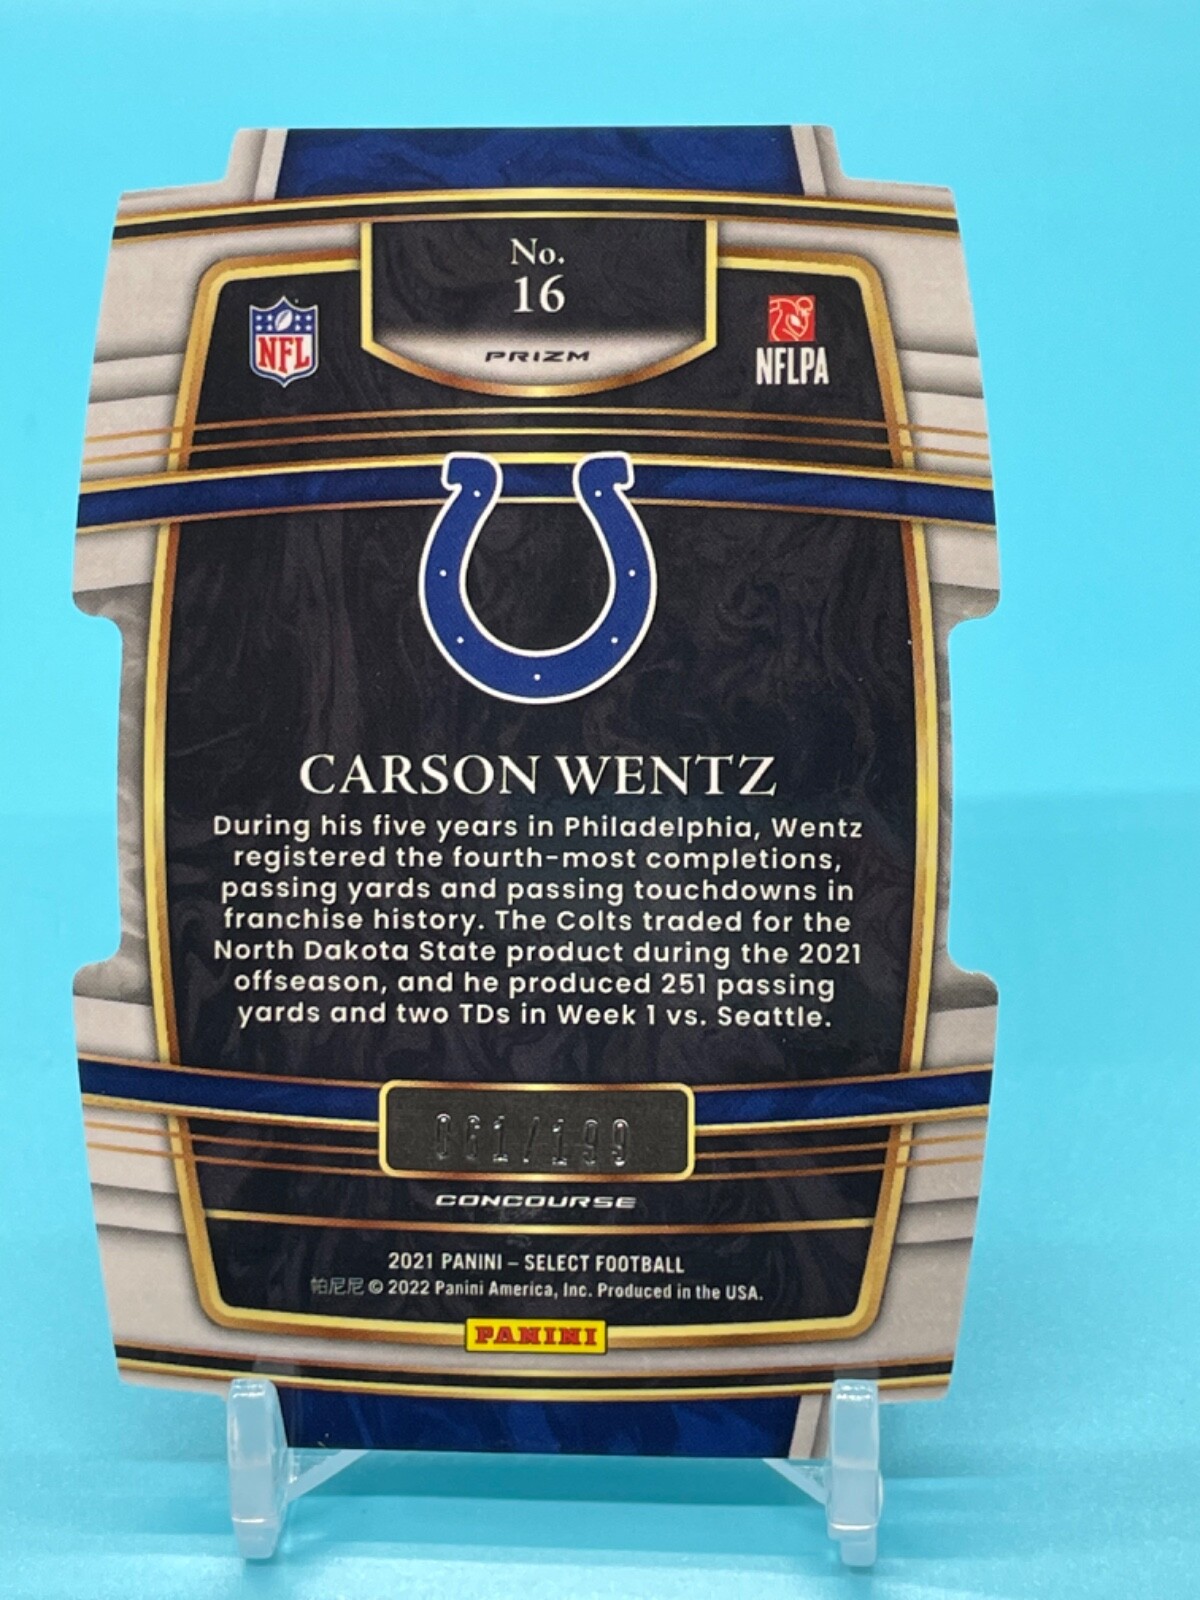 No.
16
PRIZM
NFL
NFLPA
CARSON WENTZ
During his five years in Philadelphia, Wentz
registered the fourth-most completions,
passing yards and passing touchdowns in
franchise history. The Colts traded for the
North Dakota State product during the 2021
offseason, and he produced 251 passing
yards and two TDs in Week 1 vs. Seattle.
061/199
CONCOURSE
2021 PANINI – SELECT FOOTBALL
帕尼尼 © 2022 Panini America, Inc. Produced in the USA.
PANINI